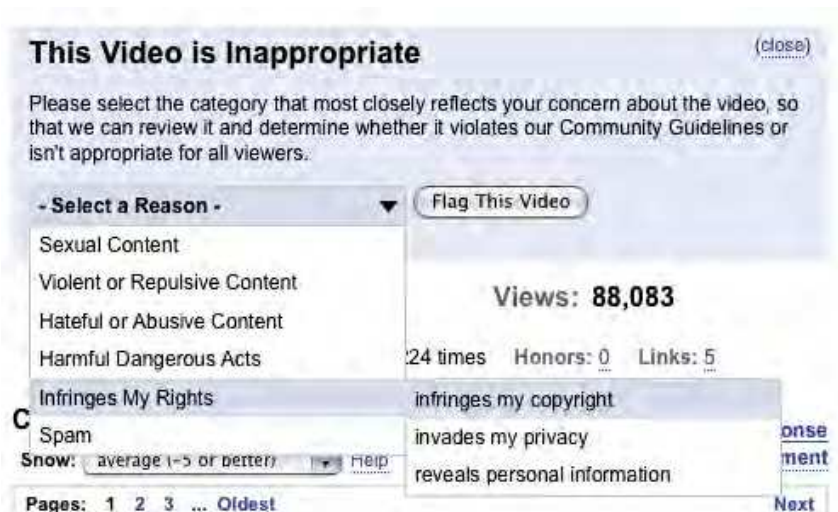 This Video is Inappropriate
(close)
Please select the category that most closely reflects your concern about the video, so
that we can review it and determine whether it violates our Community Guidelines or
isn't appropriate for all viewers.
- Select a Reason -
Flag This Video
Sexual Content
Violent or Repulsive Content
Hateful or Abusive Content
Harmful Dangerous Acts
Infringes My Rights
Spam
infringes my copyright
invades my privacy
reveals personal information
Views: 88,083
24 times Honors: 0 Links: 5
C
onse
Show: average (-5 or better) Help
ment
Pages: 1 2 3 ... Oldest Next